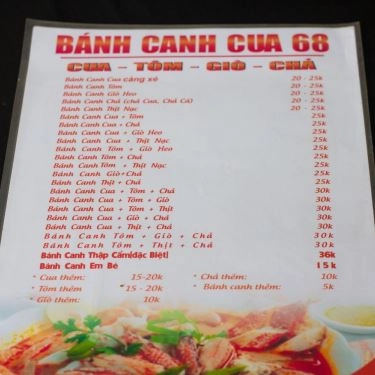 BÁNH CANH CUA 68
CUA - TÔM - GIÒ - CHẢ
Bánh Canh Cua càng xé 20 - 25k
Bánh Canh Tôm 20 - 25k
Bánh Canh Giò Heo 20 - 25k
Bánh Canh Chả (chả Cua, Chả Cá) 20 - 25k
Bánh Canh Thịt Nạc 20 - 25k
Bánh Canh Cua + Tôm 25k
Bánh Canh Cua + Chả 25k
Bánh Canh Cua + Giò Heo 25k
Bánh Canh Cua + Thịt Nạc 25k
Bánh Canh Tôm + Giò Heo 25k
Bánh Canh Tôm + Chả 25k
Bánh Canh Tôm + Thịt Nạc 25k
Bánh Canh Giò+Chả 25k
Bánh Canh Thịt + Chả 25k
Bánh Canh Cua + Tôm + Chả 30k
Bánh Canh Cua + Tôm + Giò 30k
Bánh Canh Cua + Tôm + Thịt 30k
Bánh Canh Cua + Giò + Chả 30k
Bánh Canh Cua + Thịt + Chả 30k
Bánh Canh Tôm + Giò + Chả 30k
Bánh Canh Tôm + Thịt + Chả 30k
Bánh Canh Thập Cẩm(đặc Biệt) 36k
Bánh Canh Em Bé 15k
* Cua thêm: 15-20k * Chả thêm: 10k
* Tôm thêm *15 - 20k * Bánh canh thêm: 5k
* Giò thêm: 10k